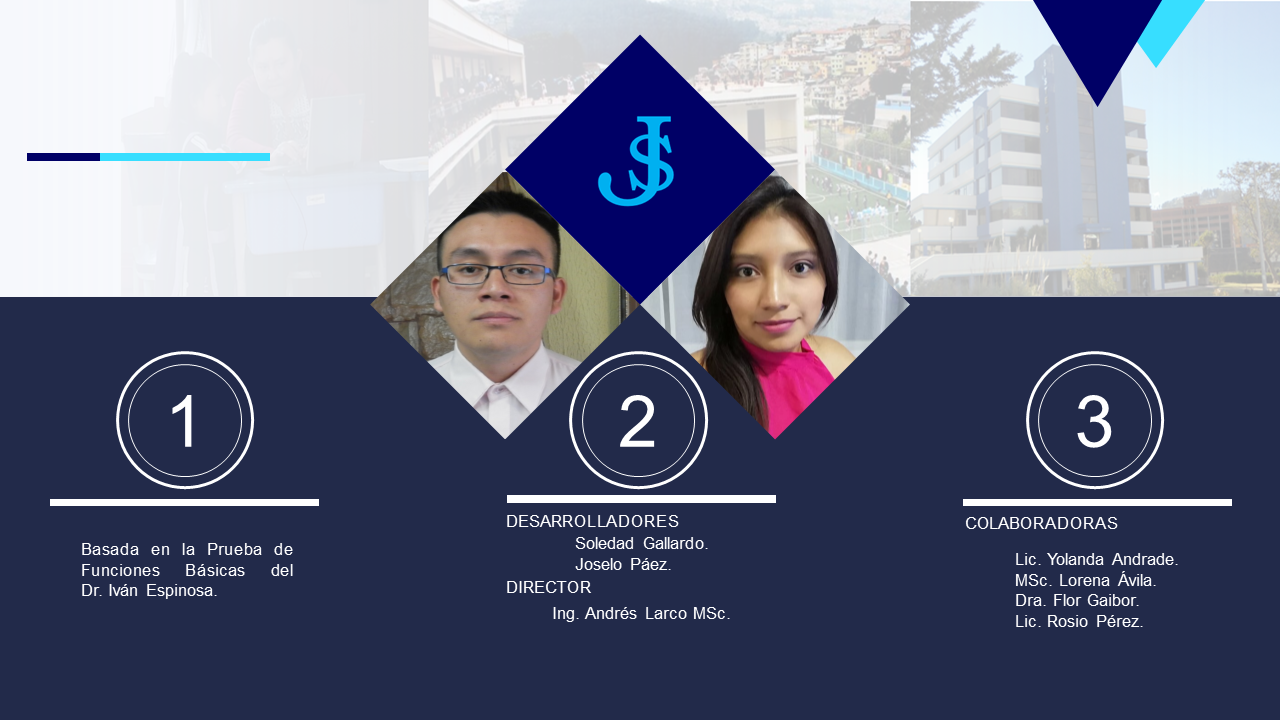 JS
1
Basada en la Prueba de
Funciones Básicas del
Dr. Iván Espinosa.
2
DESARROLLADORES
Soledad Gallardo.
Joselo Páez.
DIRECTOR
Ing. Andrés Larco MSc.
3
COLABORADORAS
Lic. Yolanda Andrade.
MSc. Lorena Ávila.
Dra. Flor Gaibor.
Lic. Rosio Pérez.